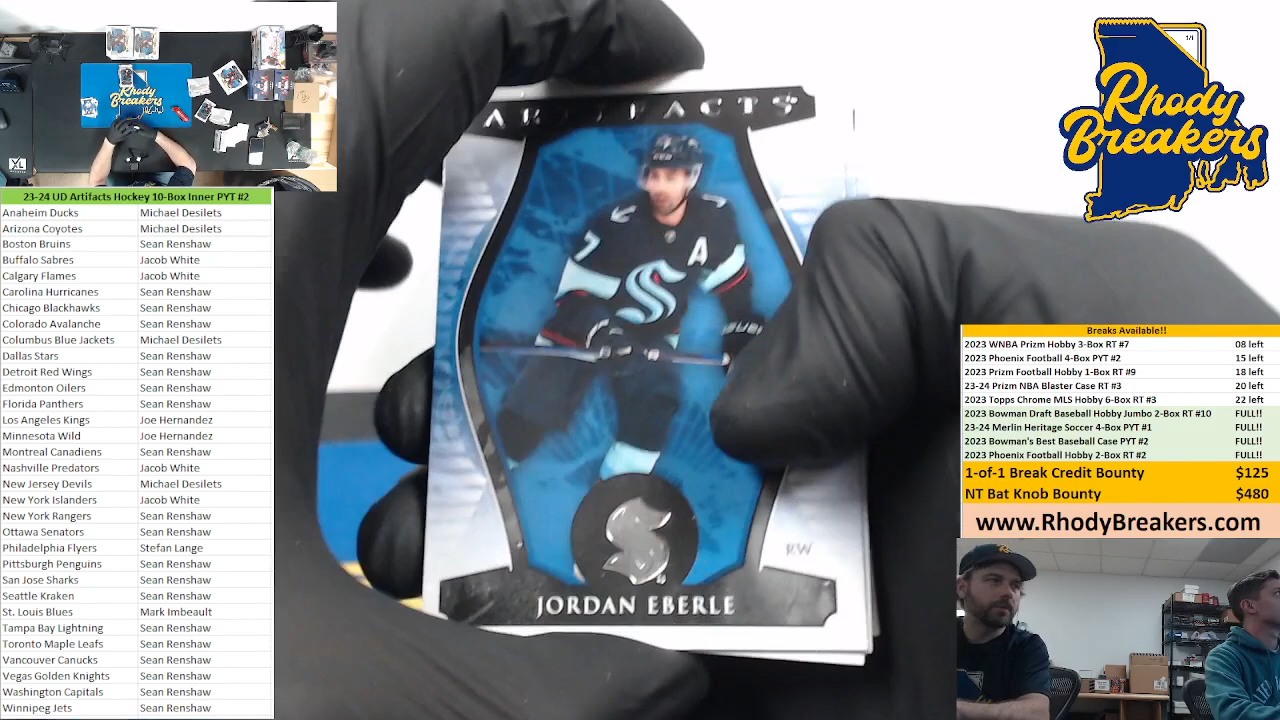 23-24 UD Artifacts Hockey 10-Box Inner PYT #2
Anaheim Ducks Michael Desilets
Arizona Coyotes Michael Desilets
Boston Bruins Sean Renshaw
Buffalo Sabres Jacob White
Calgary Flames Jacob White
Carolina Hurricanes Sean Renshaw
Chicago Blackhawks Sean Renshaw
Colorado Avalanche Sean Renshaw
Columbus Blue Jackets Michael Desilets
Dallas Stars Sean Renshaw
Detroit Red Wings Sean Renshaw
Edmonton Oilers Sean Renshaw
Florida Panthers Sean Renshaw
Los Angeles Kings Joe Hernandez
Minnesota Wild Joe Hernandez
Montreal Canadiens Sean Renshaw
Nashville Predators Jacob White
New Jersey Devils Michael Desilets
New York Islanders Jacob White
New York Rangers Sean Renshaw
Ottawa Senators Sean Renshaw
Philadelphia Flyers Stefan Lange
Pittsburgh Penguins Sean Renshaw
San Jose Sharks Sean Renshaw
Seattle Kraken Sean Renshaw
St. Louis Blues Mark Imbeault
Tampa Bay Lightning Sean Renshaw
Toronto Maple Leafs Sean Renshaw
Vancouver Canucks Sean Renshaw
Vegas Golden Knights Sean Renshaw
Washington Capitals Sean Renshaw
Winnipeg Jets Sean Renshaw
Rhody
Breakers
XL
ARTIFACTS
7
A
RW
JORDAN EBERLE
1/1
Rhody
Breakers
Breaks Available!!
2023 WNBA Prizm Hobby 3-Box RT #7 08 left
2023 Phoenix Football 4-Box PYT #2 15 left
2023 Prizm Football Hobby 1-Box RT #9 18 left
23-24 Prizm NBA Blaster Case RT #3 20 left
2023 Topps Chrome MLS Hobby 6-Box RT #3 22 left
2023 Bowman Draft Baseball Hobby Jumbo 2-Box RT #10 FULL!!
23-24 Merlin Heritage Soccer 4-Box PYT #1 FULL!!
2023 Bowman's Best Baseball Case PYT #2 FULL!!
2023 Phoenix Football Hobby 2-Box RT #2 FULL!!
1-of-1 Break Credit Bounty $125
NT Bat Knob Bounty $480
www.RhodyBreakers.com